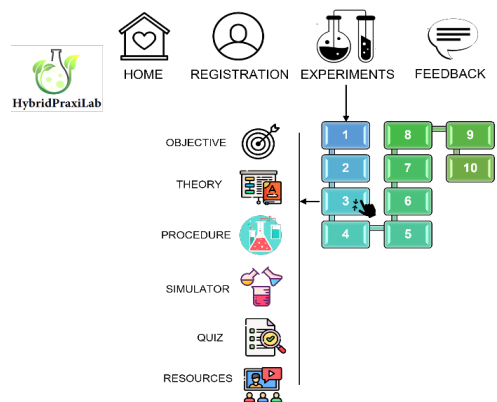 HybridPraxiLab
HOME
REGISTRATION
EXPERIMENTS
FEEDBACK
OBJECTIVE
THEORY
PROCEDURE
SIMULATOR
QUIZ
RESOURCES
1
2
3
4
5
6
7
8
9
10